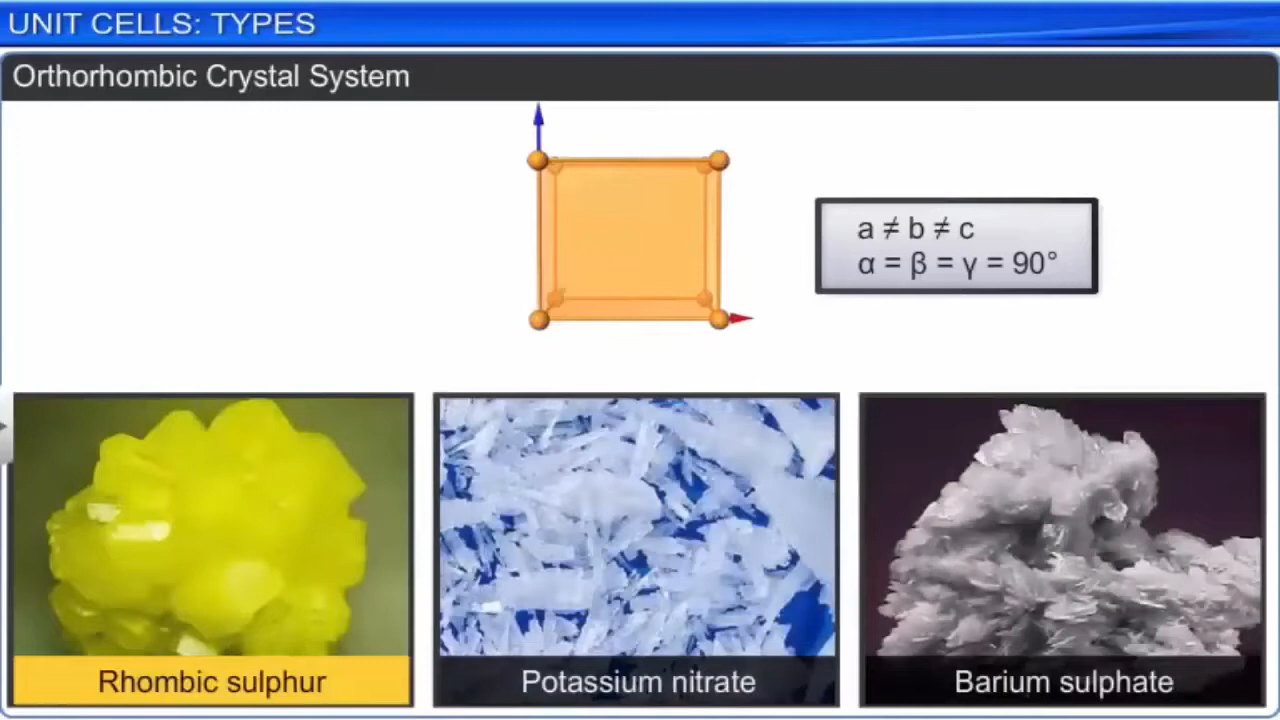 UNIT CELLS: TYPES
Orthorhombic Crystal System
a ≠ b ≠ c
α = β = γ = 90°
Rhombic sulphur
Potassium nitrate
Barium sulphate